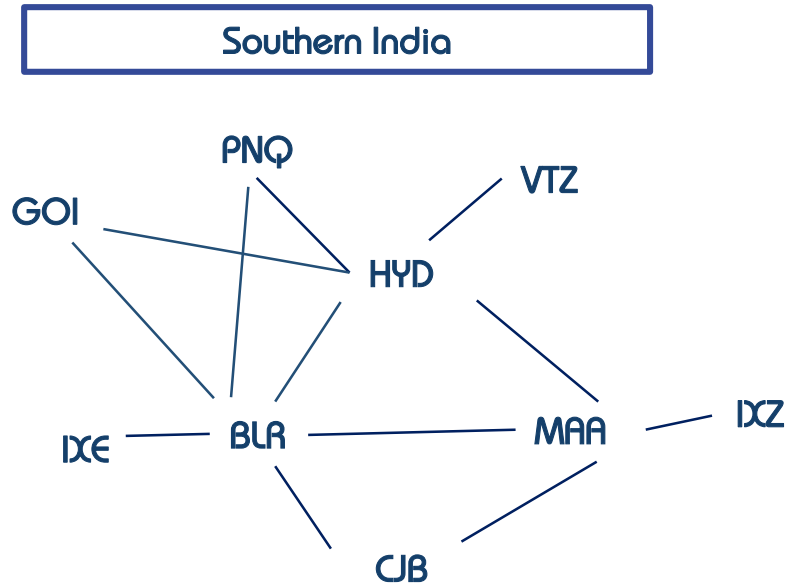 Southern India
PNQ
VTZ
GOI
HYD
IXZ
MAA
BLR
IXE
CJB